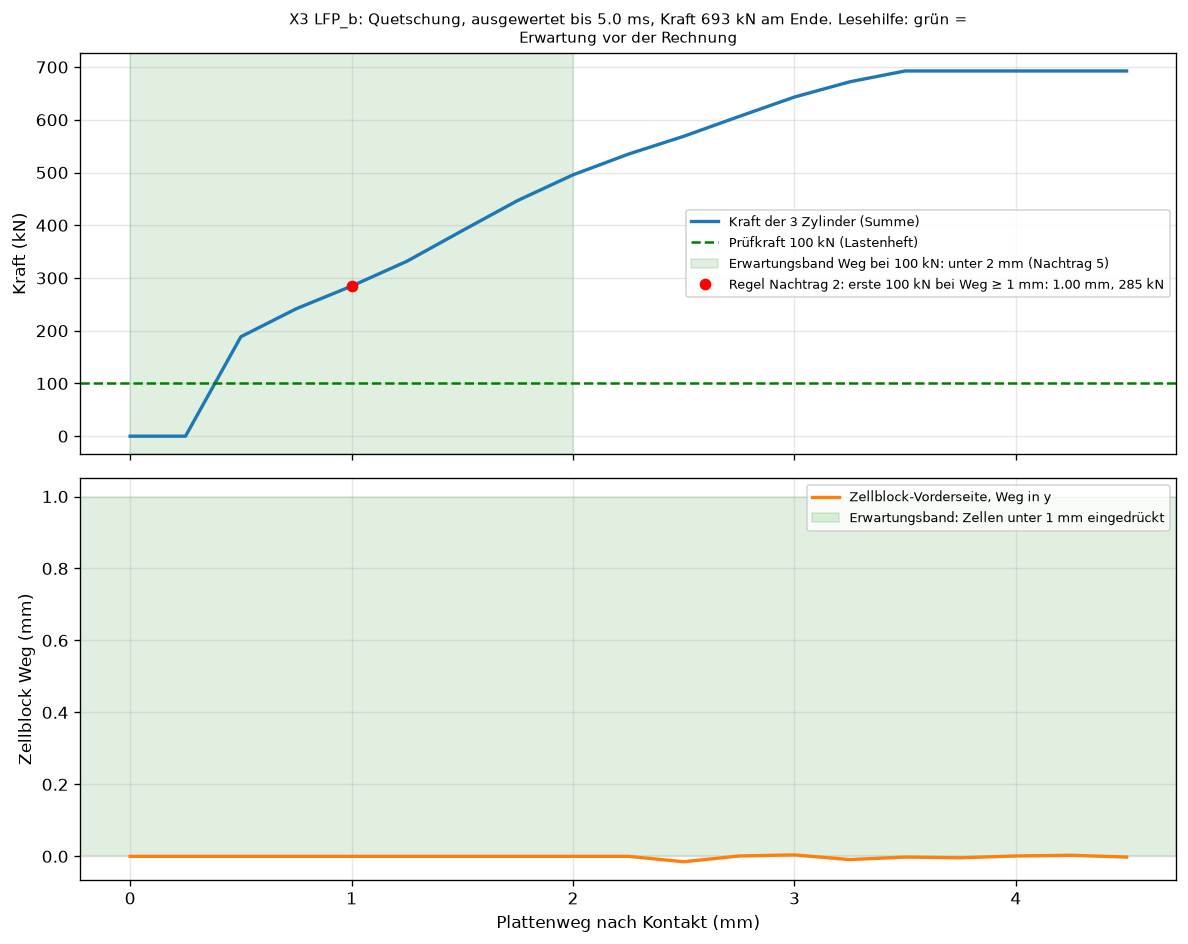 X3 LFP_b: Quetschung, ausgewertet bis 5.0 ms, Kraft 693 kN am Ende. Lesehilfe: grün =
Erwartung vor der Rechnung
700
600
500
400
300
200
100
0
Kraft (kN)
Kraft der 3 Zylinder (Summe)
Prüfkraft 100 kN (Lastenheft)
Erwartungsband Weg bei 100 kN: unter 2 mm (Nachtrag 5)
Regel Nachtrag 2: erste 100 kN bei Weg ≥ 1 mm: 1.00 mm, 285 kN
1.0
0.8
0.6
0.4
0.2
0.0
Zellblock Weg (mm)
Zellblock-Vorderseite, Weg in y
Erwartungsband: Zellen unter 1 mm eingedrückt
0 1 2 3 4
Plattenweg nach Kontakt (mm)